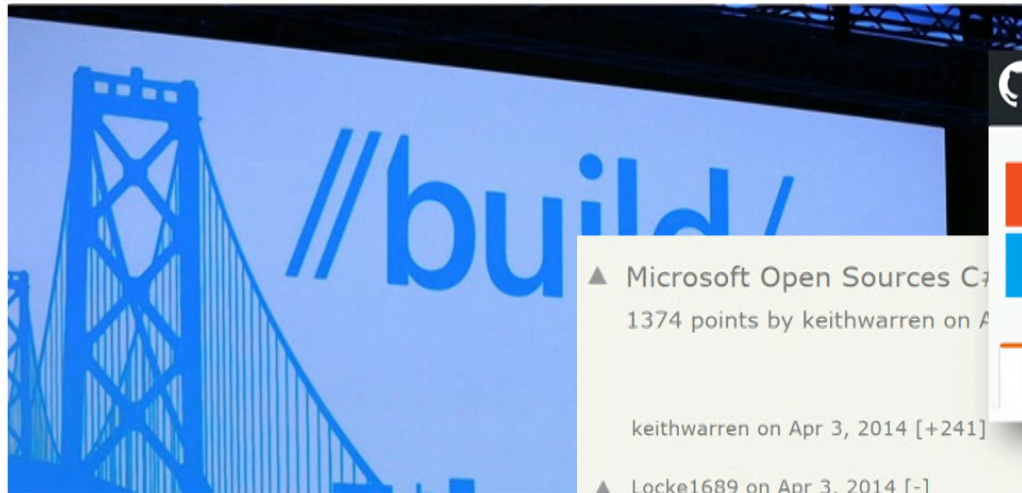 //build/
Microsoft Open Sources C#
1374 points by keithwarren on A
keithwarren on Apr 3, 2014 [+241]
Locke1689 on Apr 3, 2014 [-]